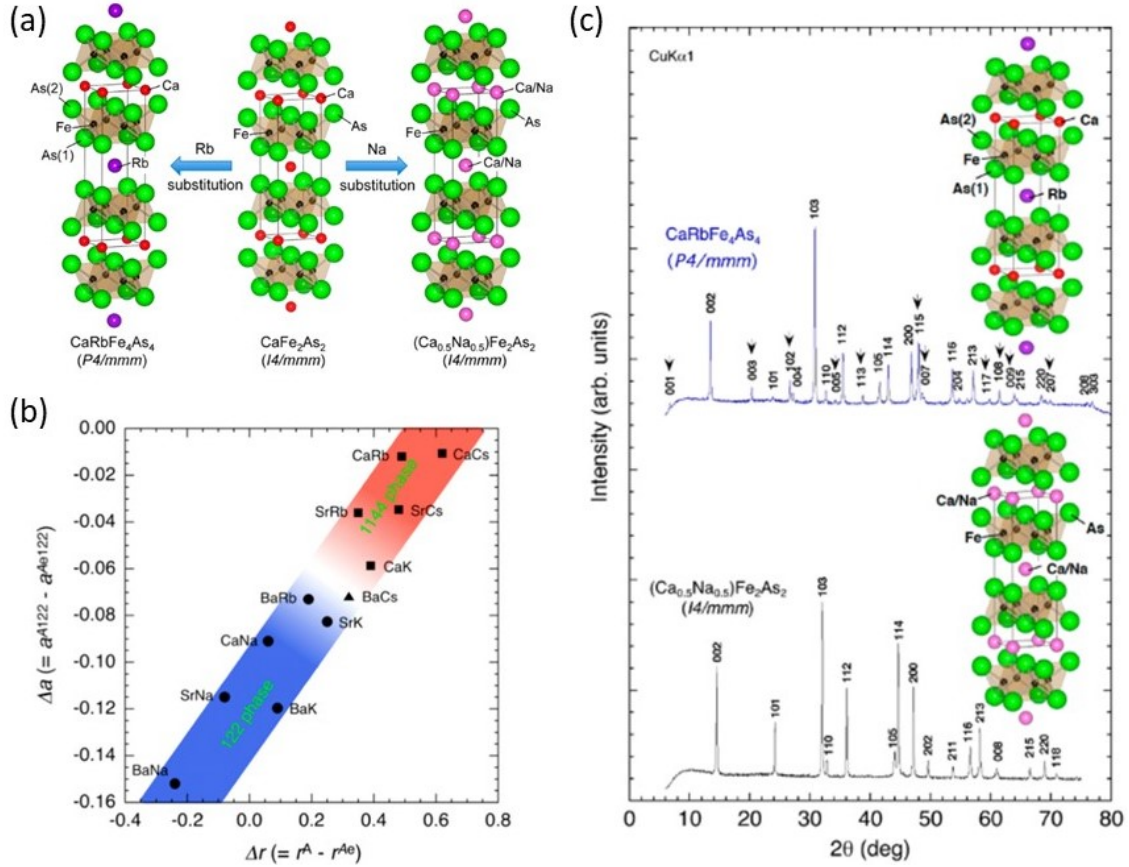 (a)
As(2)
Ca
Fe
As(1)
Rb
CaRbFe₄As₄
(P4/mmm)
Rb
substitution
Ca
Fe
As
CaFe₂As₂
(I4/mmm)
Na
substitution
Ca/Na
As
Ca/Na
(Ca₀.₅Na₀.₅)Fe₂As₂
(I4/mmm)
(b)
0.00
-0.02
-0.04
-0.06
-0.08
-0.10
-0.12
-0.14
-0.16
Δa (= a^A122 - a^Ae122)
CaRb
CaCs
1144 phase
SrRb
SrCs
CaK
BaRb
BaCs
SrK
CaNa
SrNa
122 phase
BaK
BaNa
-0.4 -0.2 0.0 0.2 0.4 0.6 0.8
Δr (= r^A - r^Ae)
(c)
CuKα1
Intensity (arb. units)
As(2)
Ca
Fe
As(1)
Rb
CaRbFe₄As₄
(P4/mmm)
001
002
003
101
102
004
103
110
005
112
113
105
114
200
115
007
116
204
213
117
108
009
215
220
207
206
303
Ca/Na
As
Fe
Ca/Na
(Ca₀.₅Na₀.₅)Fe₂As₂
(I4/mmm)
002
101
103
110
112
105
114
200
202
211
116
213
008
215
220
118
0 10 20 30 40 50 60 70 80
2θ (deg)